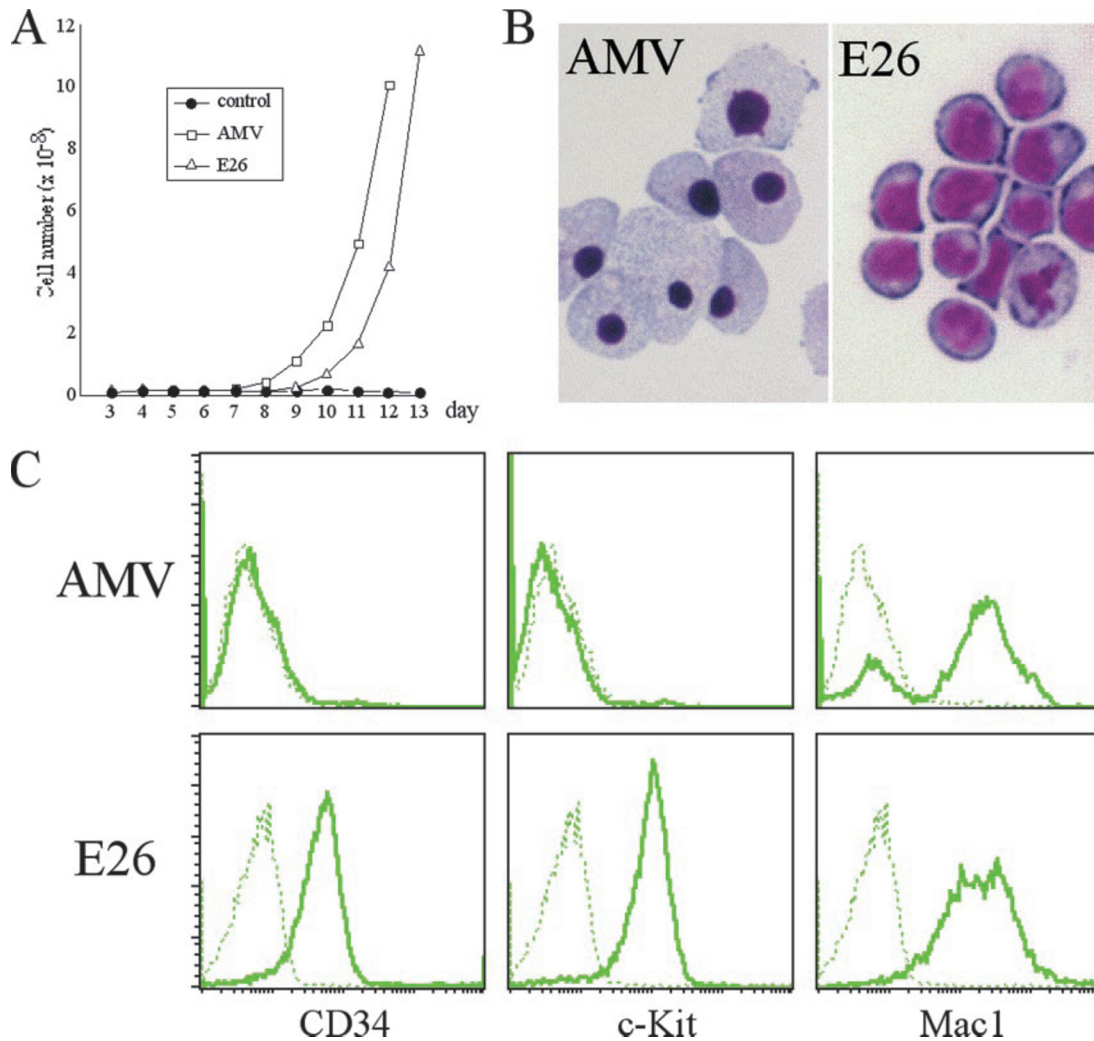 A
12
10
8
6
4
2
0
Cell number (x 10-8)
control
AMV
E26
3 4 5 6 7 8 9 10 11 12 13 day
B
AMV
E26
C
AMV
E26
CD34
c-Kit
Mac1